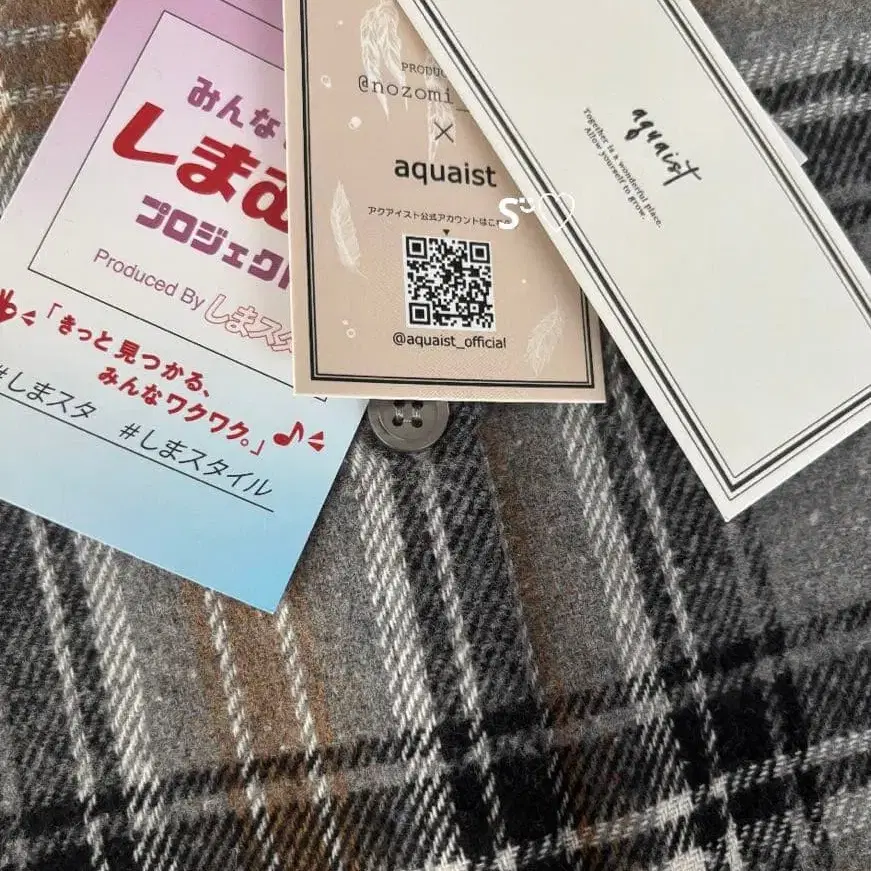 みんな
しまむ
プロジェクト
Produced By しまスタ
「きっと見つかる、
みんなワクワク。」
#しまスタ
#しまスタイル
@nozomi_
×
aquaist
アクアイスト公式アカウントはこ
@aquaist_official
S
aquaist
Together is a wonderful place.
Allow yourself to grow.